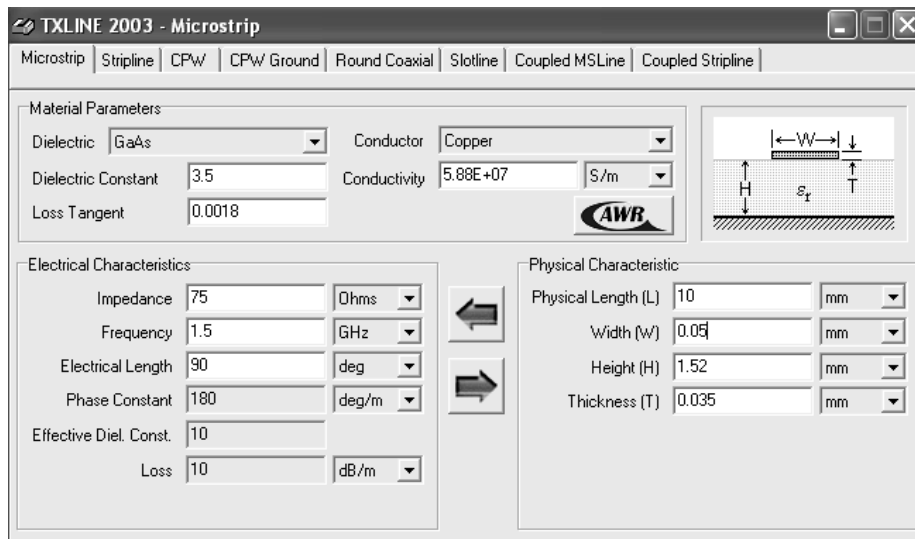 TXLINE 2003 - Microstrip
Microstrip Stripline CPW CPW Ground Round Coaxial Slotline Coupled MSLine Coupled Stripline
Material Parameters
Dielectric GaAs Conductor Copper
Dielectric Constant 3.5 Conductivity 5.88E+07 S/m
Loss Tangent 0.0018 AWR
W
H εr T
Electrical Characteristics
Impedance 75 Ohms
Frequency 1.5 GHz
Electrical Length 90 deg
Phase Constant 180 deg/m
Effective Diel. Const. 10
Loss 10 dB/m
Physical Characteristic
Physical Length (L) 10 mm
Width (W) 0.05 mm
Height (H) 1.52 mm
Thickness (T) 0.035 mm